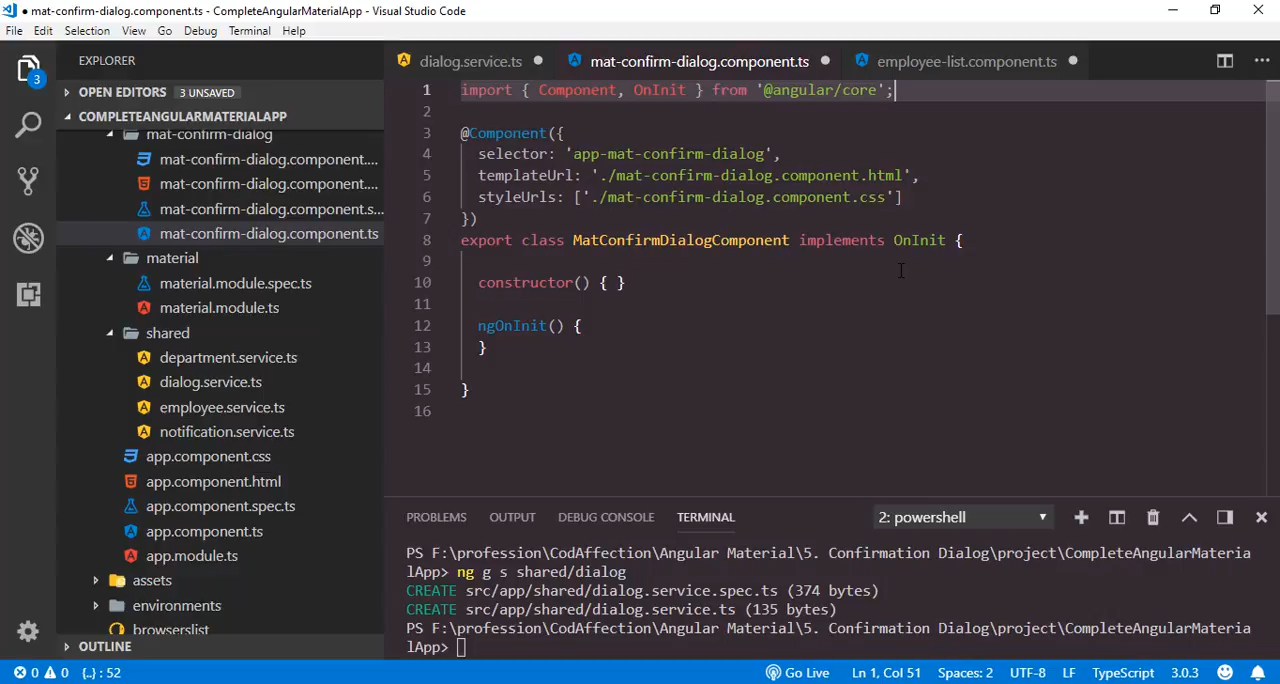 ● mat-confirm-dialog.component.ts - CompleteAngularMaterialApp - Visual Studio Code
File Edit Selection View Go Debug Terminal Help
EXPLORER
OPEN EDITORS 3 UNSAVED
COMPLETEANGULARMATERIALAPP
mat-confirm-dialog
mat-confirm-dialog.component....
mat-confirm-dialog.component....
mat-confirm-dialog.component.s...
mat-confirm-dialog.component.ts
material
material.module.spec.ts
material.module.ts
shared
department.service.ts
dialog.service.ts
employee.service.ts
notification.service.ts
app.component.css
app.component.html
app.component.spec.ts
app.component.ts
app.module.ts
assets
environments
browserslist
OUTLINE
3
dialog.service.ts ● mat-confirm-dialog.component.ts ● employee-list.component.ts ●
1 import { Component, OnInit } from '@angular/core';
2
3 @Component({
4 selector: 'app-mat-confirm-dialog',
5 templateUrl: './mat-confirm-dialog.component.html',
6 styleUrls: ['./mat-confirm-dialog.component.css']
7 })
8 export class MatConfirmDialogComponent implements OnInit {
9
10 constructor() { }
11
12 ngOnInit() {
13 }
14
15 }
16
PROBLEMS OUTPUT DEBUG CONSOLE TERMINAL 2: powershell
PS F:\profession\CodAffection\Angular Material\5. Confirmation Dialog\project\CompleteAngularMateria
lApp> ng g s shared/dialog
CREATE src/app/shared/dialog.service.spec.ts (374 bytes)
CREATE src/app/shared/dialog.service.ts (135 bytes)
PS F:\profession\CodAffection\Angular Material\5. Confirmation Dialog\project\CompleteAngularMateria
lApp>
0 0 {..} : 52 Go Live Ln 1, Col 51 Spaces: 2 UTF-8 LF TypeScript 3.0.3